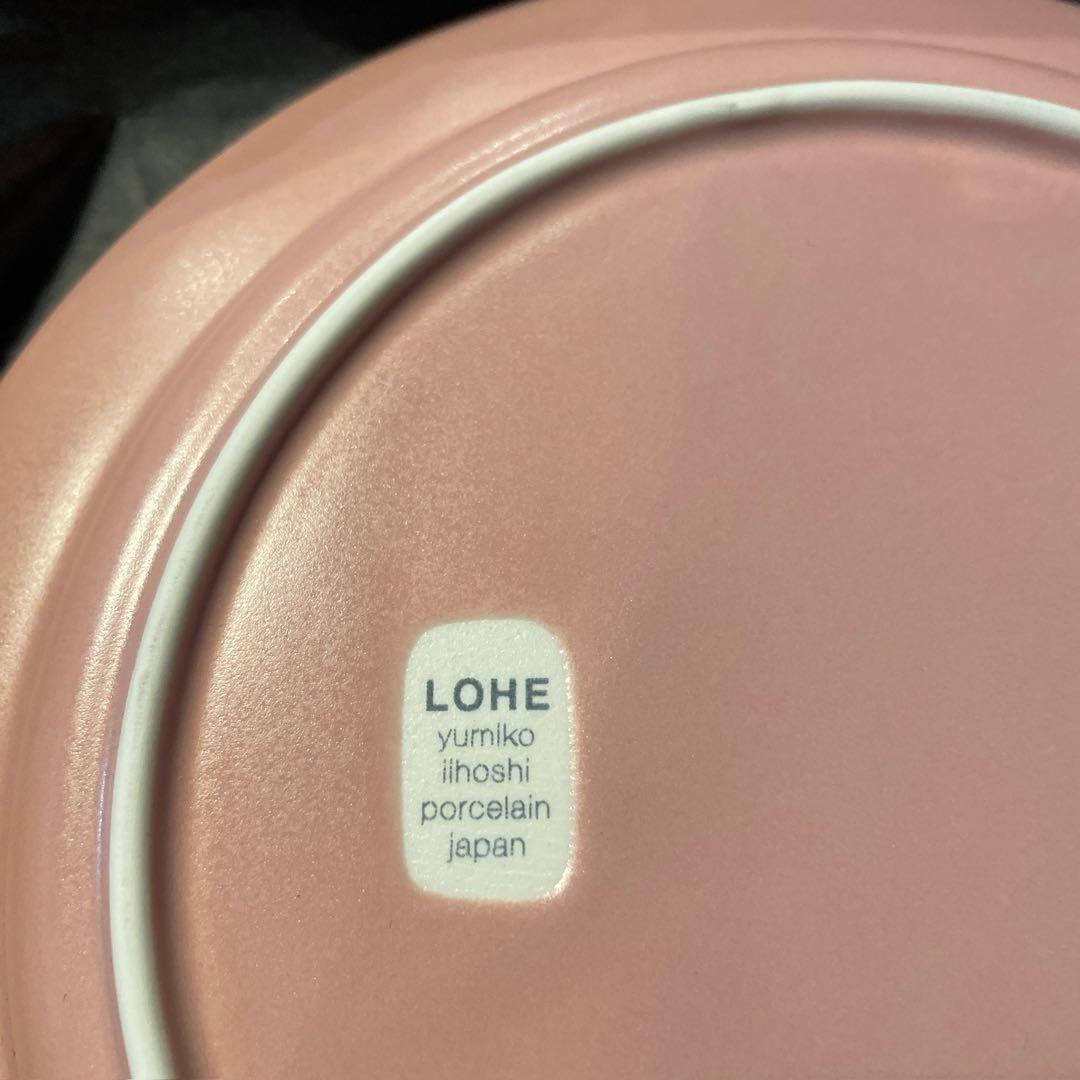 LOHE
yumiko
iihoshi
porcelain
japan